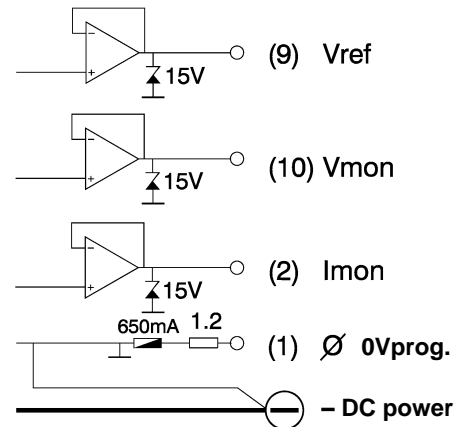 (9) Vref
15V
(10) Vmon
15V
(2) Imon
15V
650mA 1.2
(1) Ø 0Vprog.
– DC power